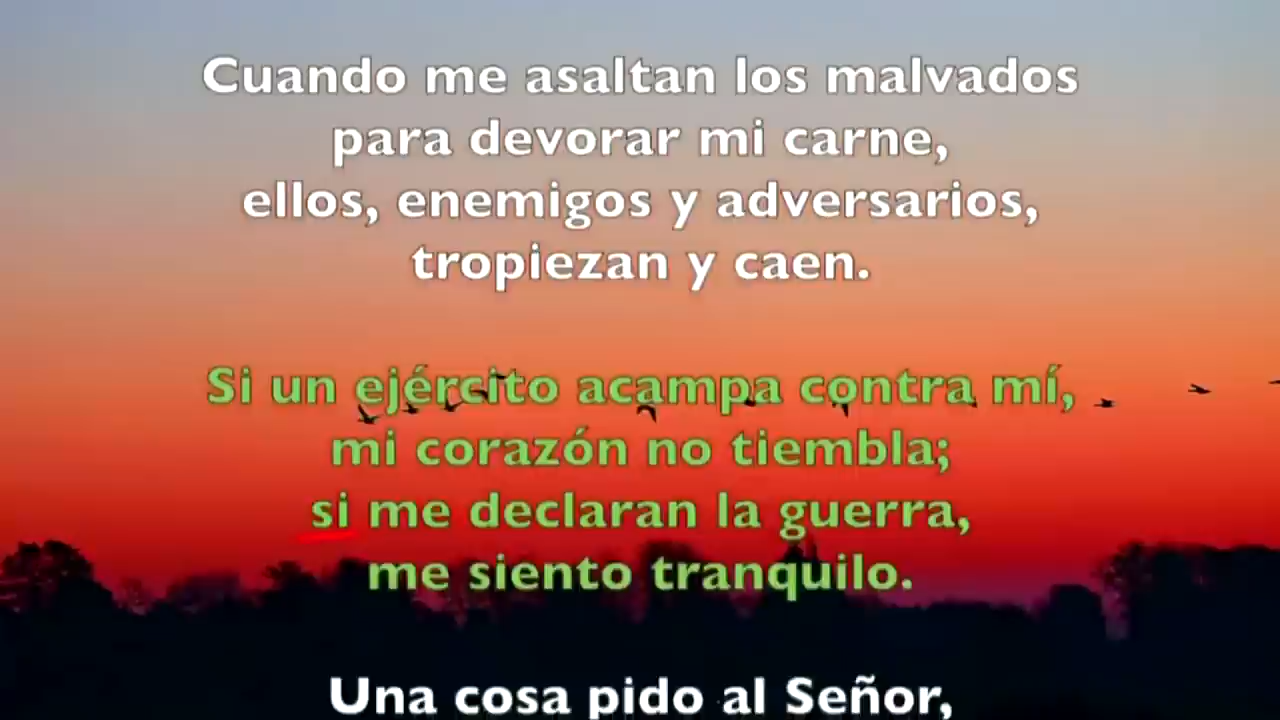 Cuando me asaltan los malvados
para devorar mi carne,
ellos, enemigos y adversarios,
tropiezan y caen.
Si un ejército acampa contra mí,
mi corazón no tiembla;
si me declaran la guerra,
me siento tranquilo.
Una cosa pido al Señor,